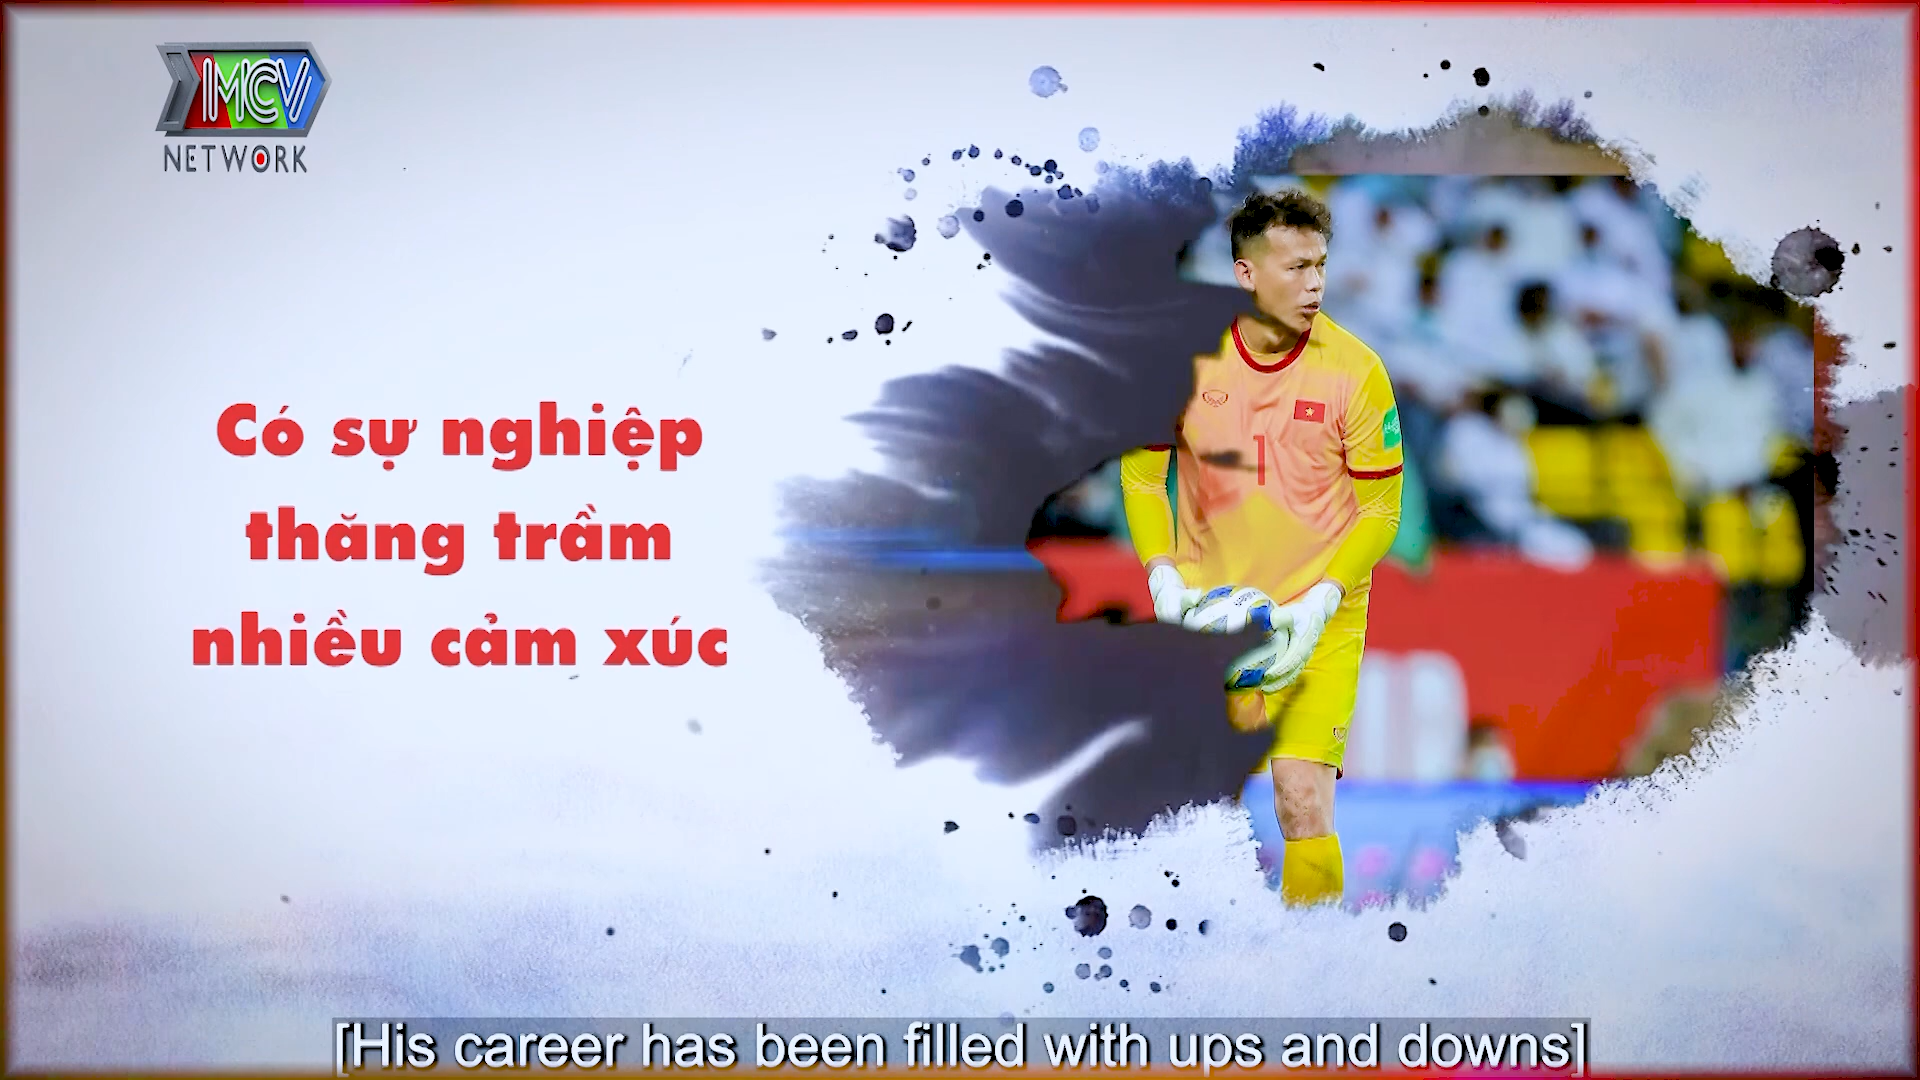 MCV
NETWORK
Có sự nghiệp
thăng trầm
nhiều cảm xúc
1
[His career has been filled with ups and downs]